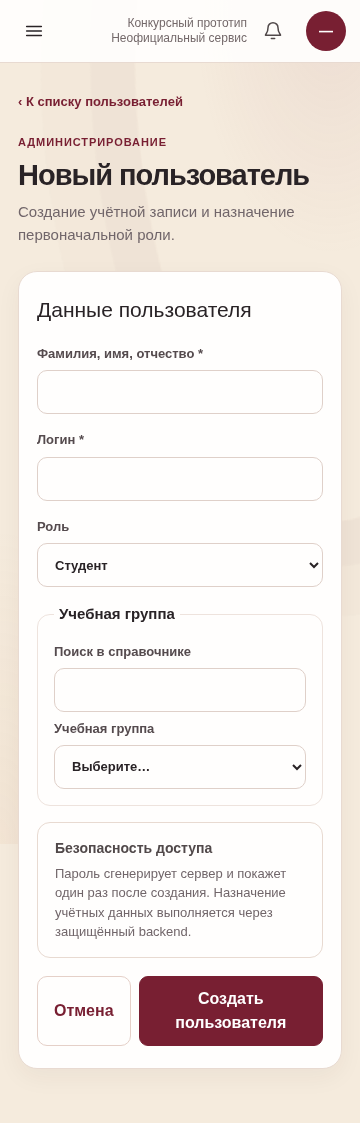 Конкурсный прототип
Неофициальный сервис
—
‹ К списку пользователей
АДМИНИСТРИРОВАНИЕ
Новый пользователь
Создание учётной записи и назначение
первоначальной роли.
Данные пользователя
Фамилия, имя, отчество *
Логин *
Роль
Студент
Учебная группа
Поиск в справочнике
Учебная группа
Выберите…
Безопасность доступа
Пароль сгенерирует сервер и покажет
один раз после создания. Назначение
учётных данных выполняется через
защищённый backend.
Отмена
Создать
пользователя